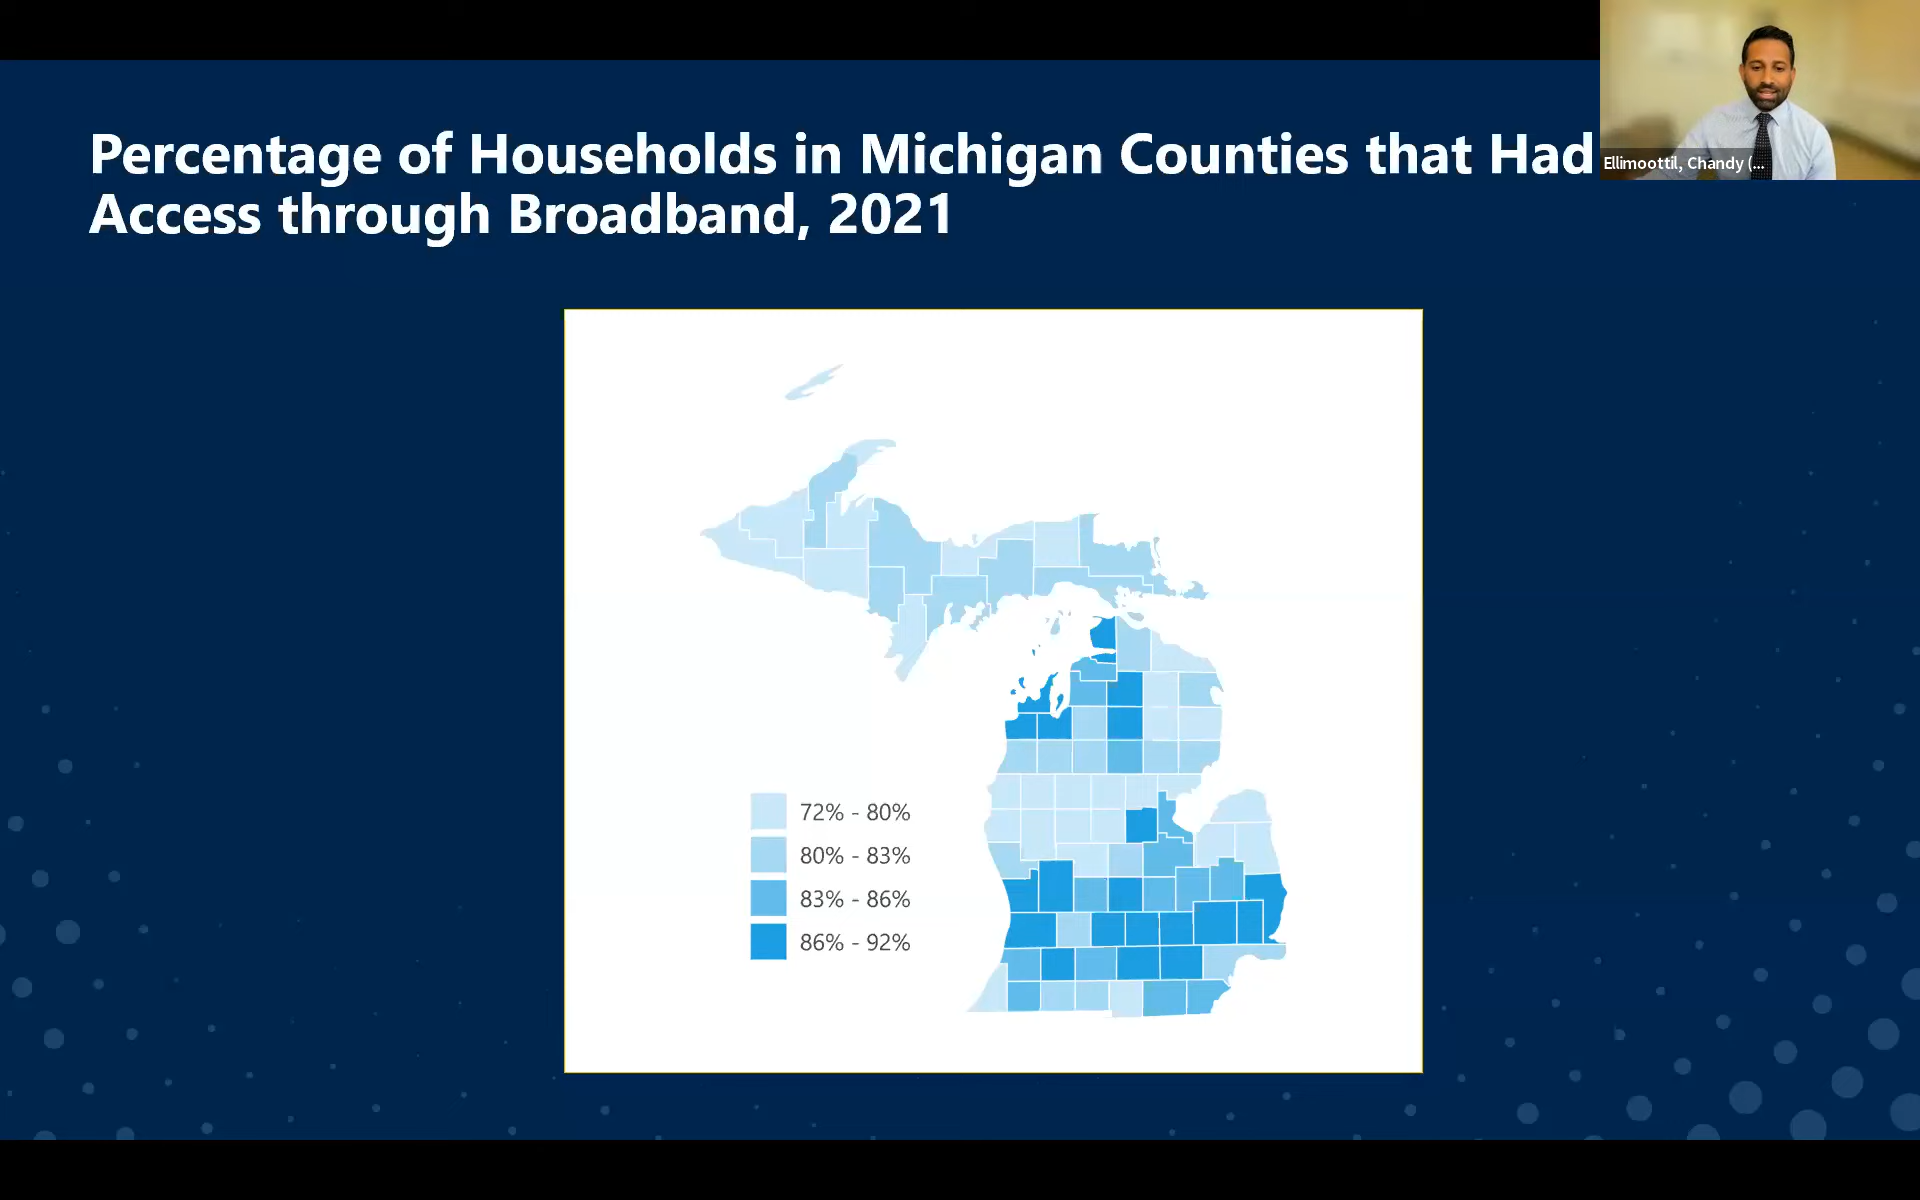 Percentage of Households in Michigan Counties that Had
Access through Broadband, 2021
Ellimoottil, Chandy (...
72% - 80%
80% - 83%
83% - 86%
86% - 92%